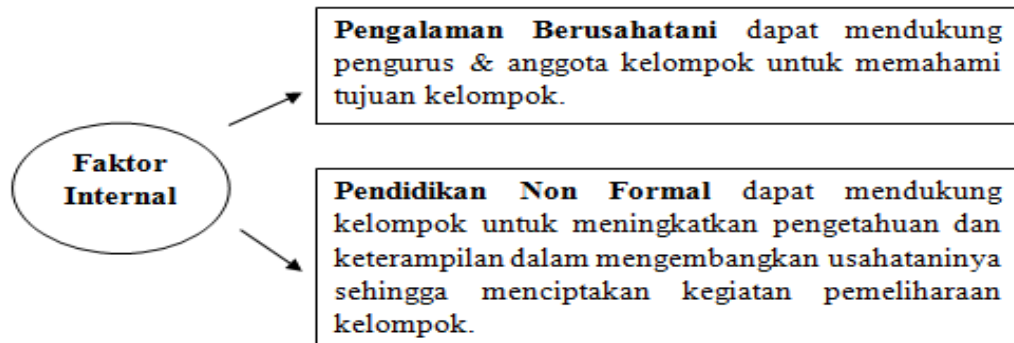 Pengalaman Berusahatani dapat mendukung
pengurus & anggota kelompok untuk memahami
tujuan kelompok.
Faktor
Internal
Pendidikan Non Formal dapat mendukung
kelompok untuk meningkatkan pengetahuan dan
keterampilan dalam mengembangkan usahataninya
sehingga menciptakan kegiatan pemeliharaan
kelompok.